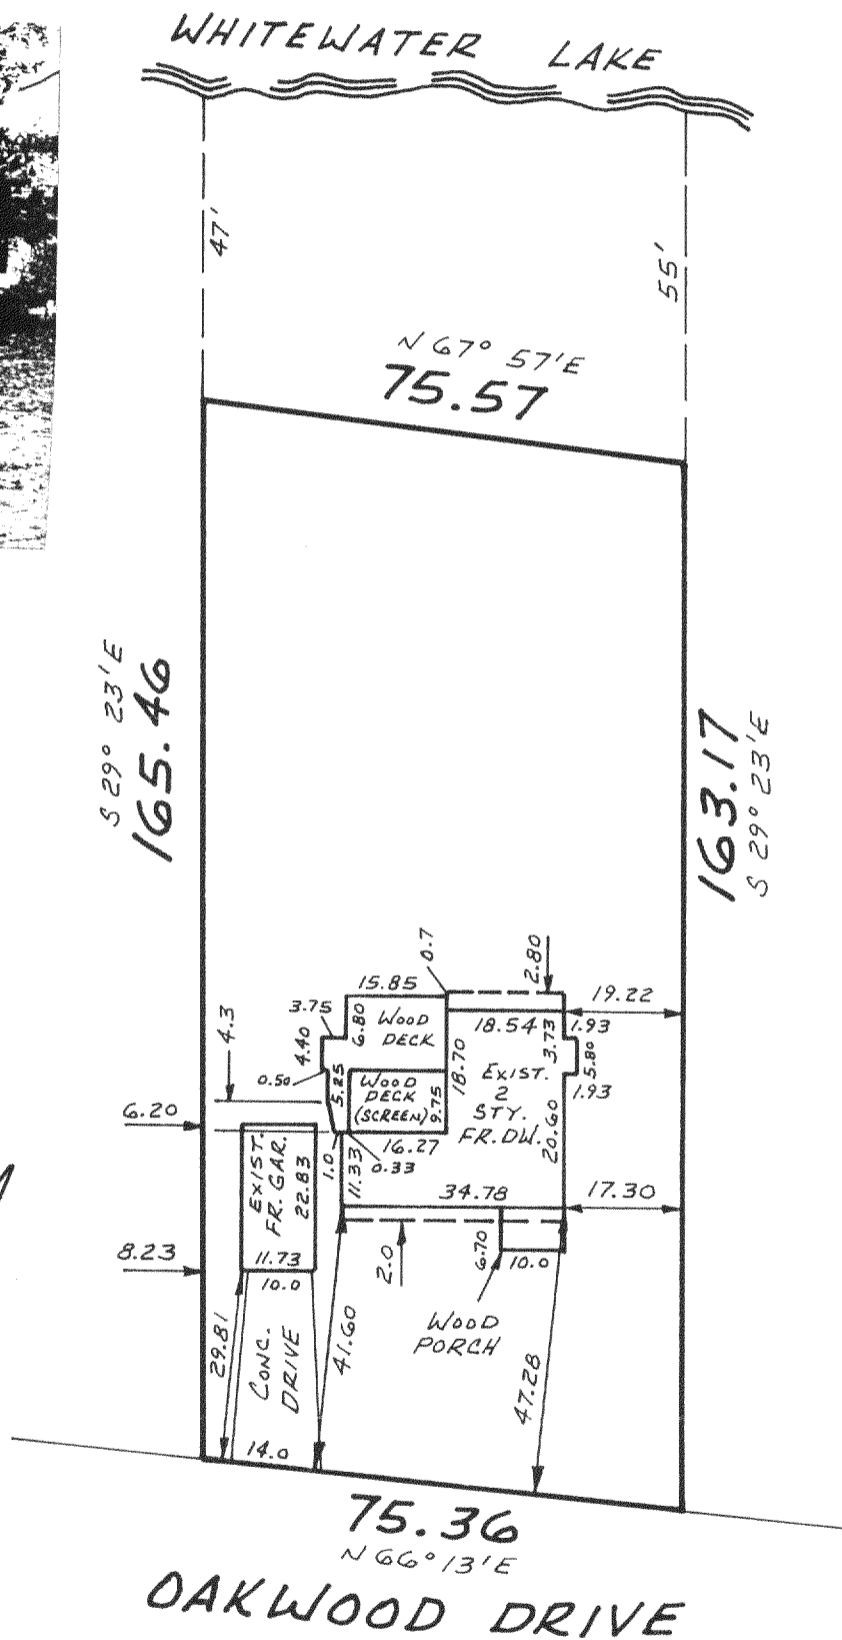 WHITEWATER LAKE
47'
55'
N 67° 57'E
75.57
S 29° 23'E
165.46
163.17
S 29° 23'E
0.7
2.80
15.85
19.22
3.75
6.80
WOOD
DECK
18.54
3.73
1.93
4.3
4.40
5.80
0.50
5.25
WOOD
DECK
(SCREEN)
9.75
18.70
EXIST.
2
STY.
FR. DW.
20.60
1.93
6.20
16.27
1.0
0.33
11.33
EXIST.
FR. GAR.
22.83
34.78
17.30
8.23
11.73
10.0
2.0
6.70
10.0
WOOD
PORCH
29.81
CONC.
DRIVE
41.60
47.28
14.0
75.36
N 66° 13'E
OAKWOOD DRIVE